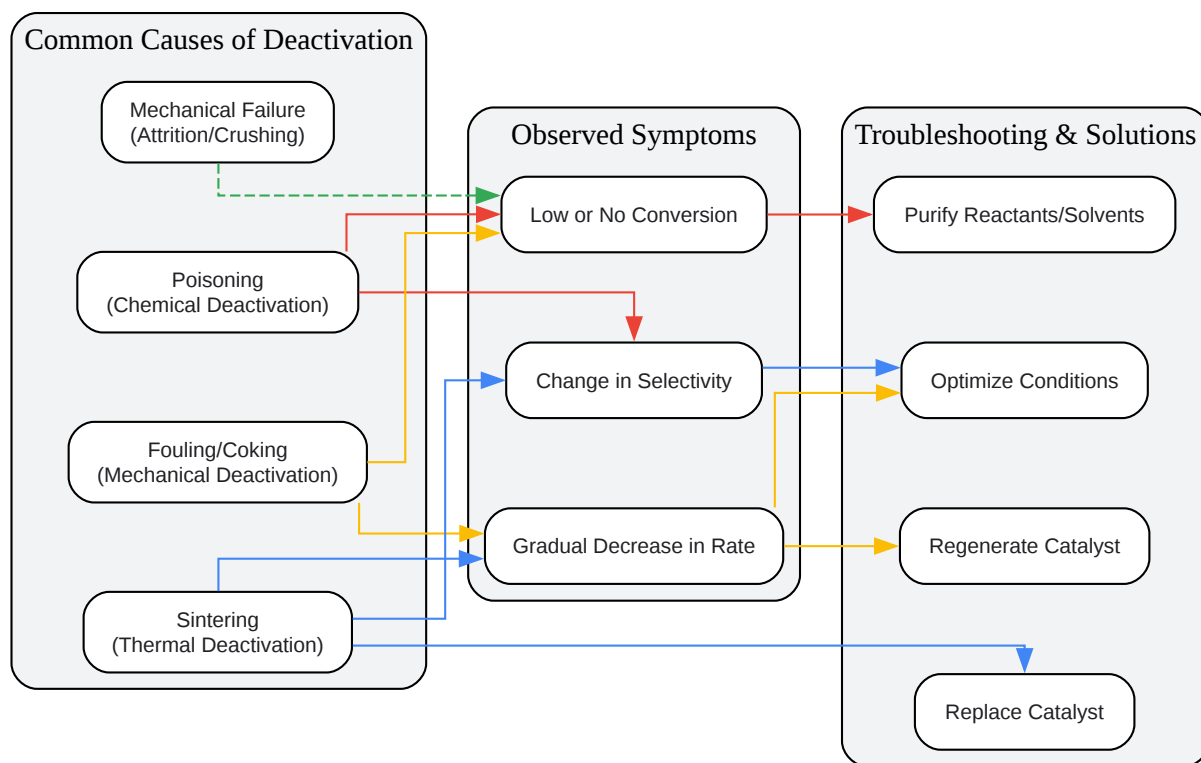 Common Causes of Deactivation
Mechanical Failure
(Attrition/Crushing)
Poisoning
(Chemical Deactivation)
Fouling/Coking
(Mechanical Deactivation)
Sintering
(Thermal Deactivation)
Observed Symptoms
Low or No Conversion
Change in Selectivity
Gradual Decrease in Rate
Troubleshooting & Solutions
Purify Reactants/Solvents
Optimize Conditions
Regenerate Catalyst
Replace Catalyst